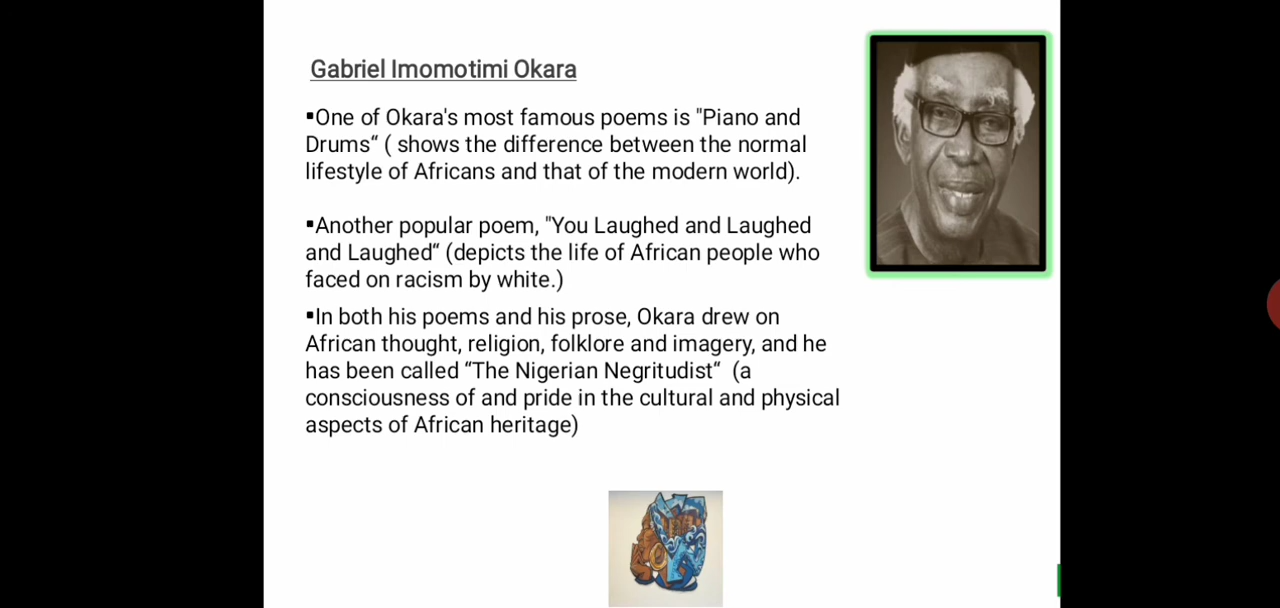 Gabriel Imomotimi Okara
▪One of Okara's most famous poems is "Piano and
Drums“ ( shows the difference between the normal
lifestyle of Africans and that of the modern world).
▪Another popular poem, "You Laughed and Laughed
and Laughed“ (depicts the life of African people who
faced on racism by white.)
▪In both his poems and his prose, Okara drew on
African thought, religion, folklore and imagery, and he
has been called “The Nigerian Negritudist“  (a
consciousness of and pride in the cultural and physical
aspects of African heritage)